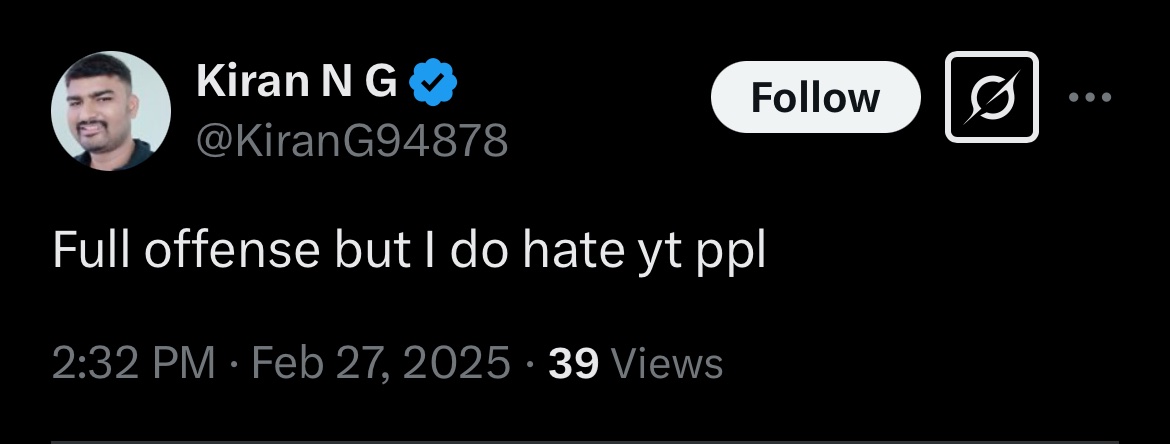 Kiran N G
@KiranG94878
Follow
Full offense but I do hate yt ppl
2:32 PM · Feb 27, 2025 · 39 Views